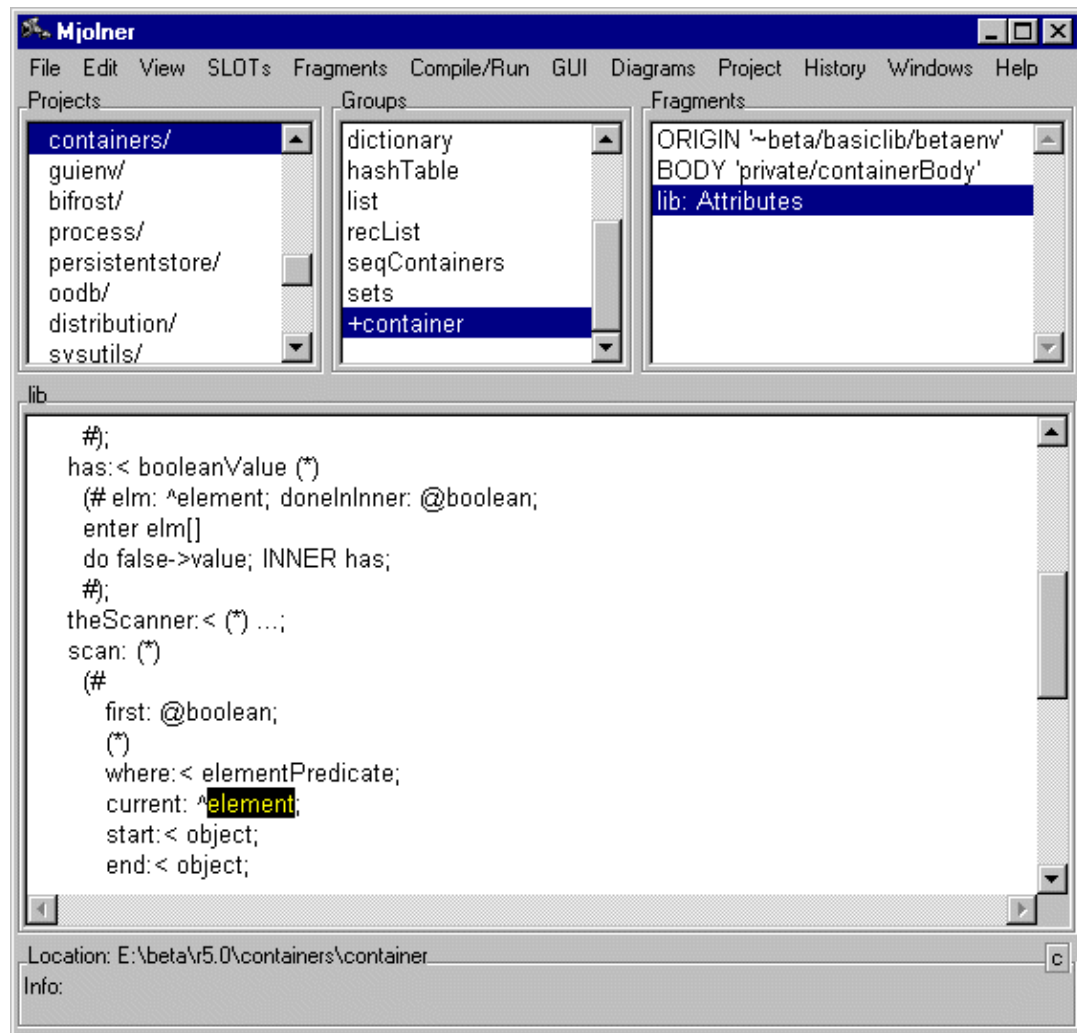 Mjolner
File Edit View SLOTs Fragments Compile/Run GUI Diagrams Project History Windows Help
Projects
containers/
guienv/
bifrost/
process/
persistentstore/
oodb/
distribution/
sysutils/
Groups
dictionary
hashTable
list
recList
seqContainers
sets
+container
Fragments
ORIGIN '~beta/basiclib/betaenv'
BODY 'private/containerBody'
lib: Attributes
lib
#);
has:< booleanValue (*)
(# elm: ^element; doneInInner: @boolean;
enter elm[]
do false->value; INNER has;
#);
theScanner:< (*) ...;
scan: (*)
(#
first: @boolean;
(*)
where:< elementPredicate;
current: ^element;
start:< object;
end:< object;
Location: E:\beta\r5.0\containers\container
c
Info: